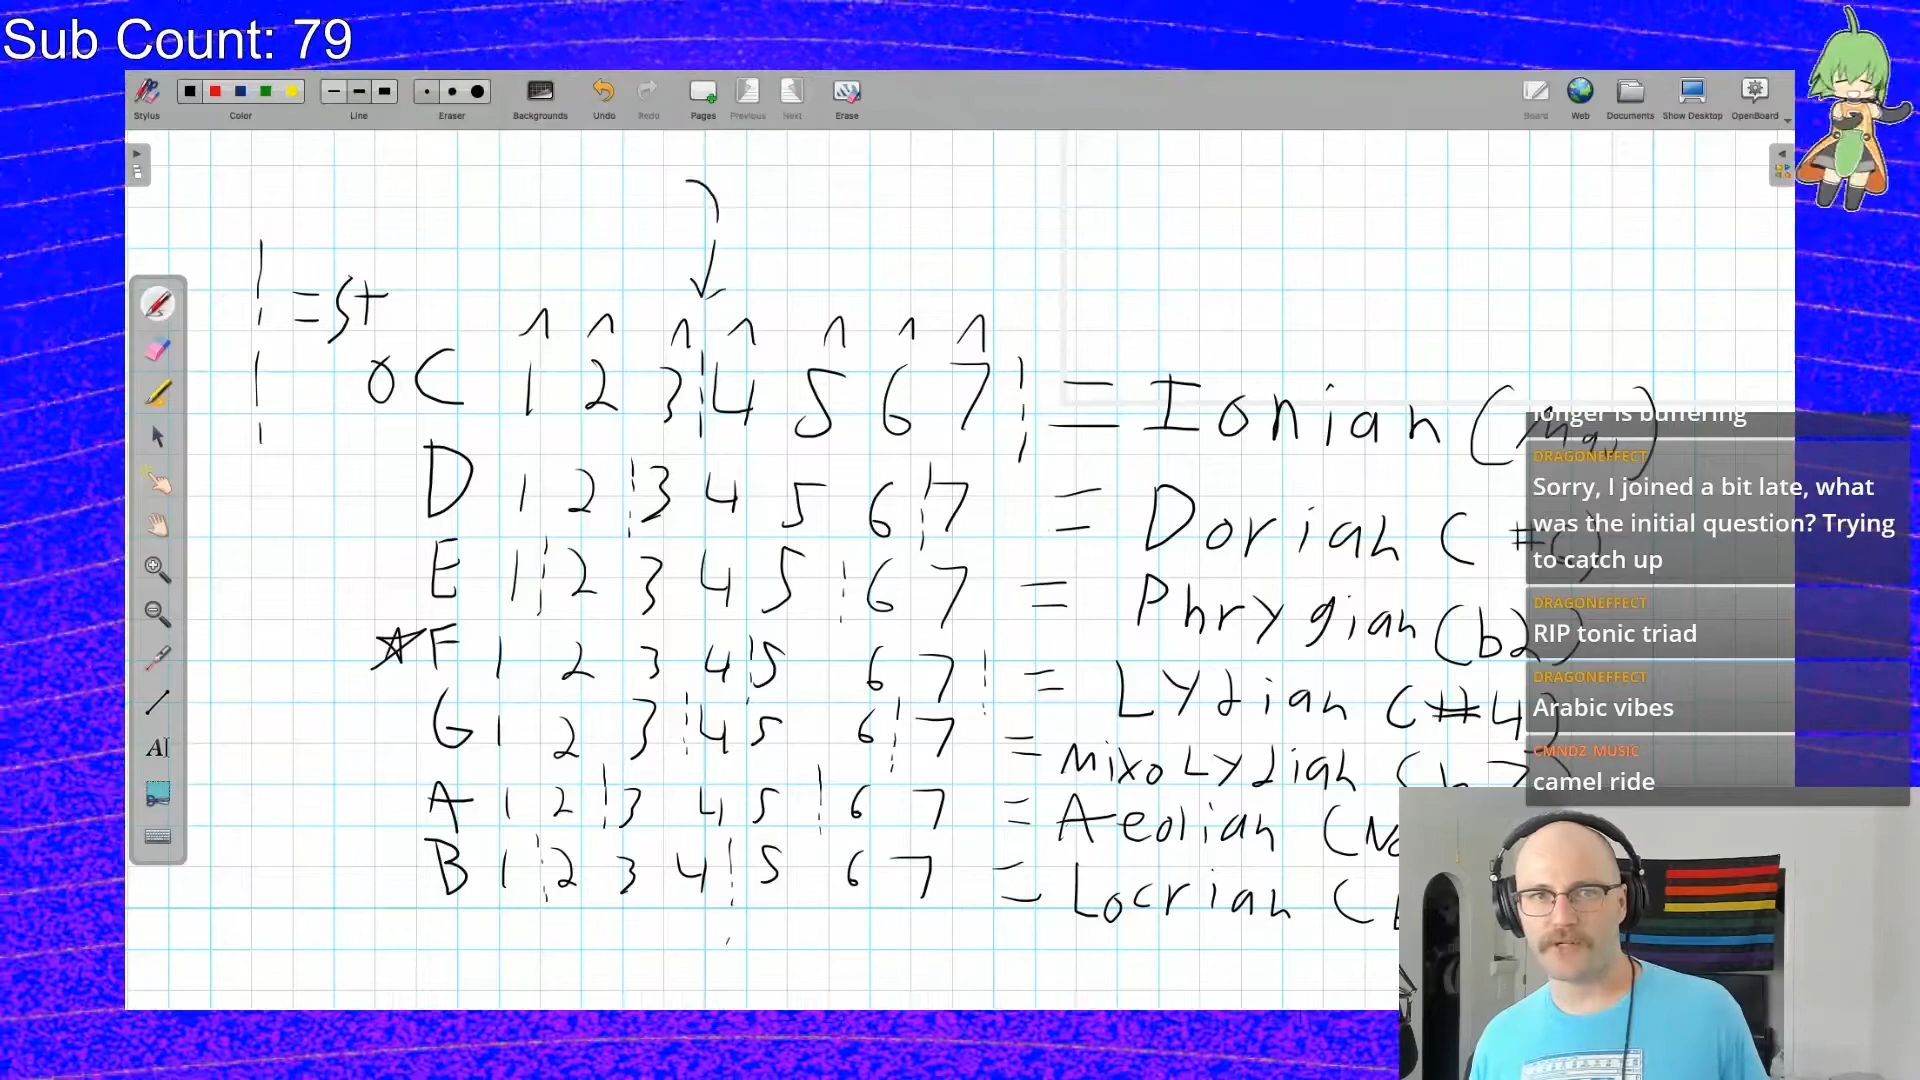 Sub Count: 79
Stylus Color Line Eraser Backgrounds Undo Redo Pages Previous Next Erase Board Web Documents Show Desktop OpenBoard
= St
C 1 2 3 4 5 6 7 = Ionian (Maj)
D 1 2 3 4 5 6 7 = Dorian (#6)
E 1 2 3 4 5 6 7 = Phrygian (b2)
F 1 2 3 4 5 6 7 = Lydian (#4)
G 1 2 3 4 5 6 7 = Mixolydian (b7)
A 1 2 3 4 5 6 7 = Aeolian (
B 1 2 3 4 5 6 7 = Locrian (
longer is buffering
DRAGONEFFECT
Sorry, I joined a bit late, what
was the initial question? Trying
to catch up
DRAGONEFFECT
RIP tonic triad
DRAGONEFFECT
Arabic vibes
CMNDZ_MUSIC
camel ride